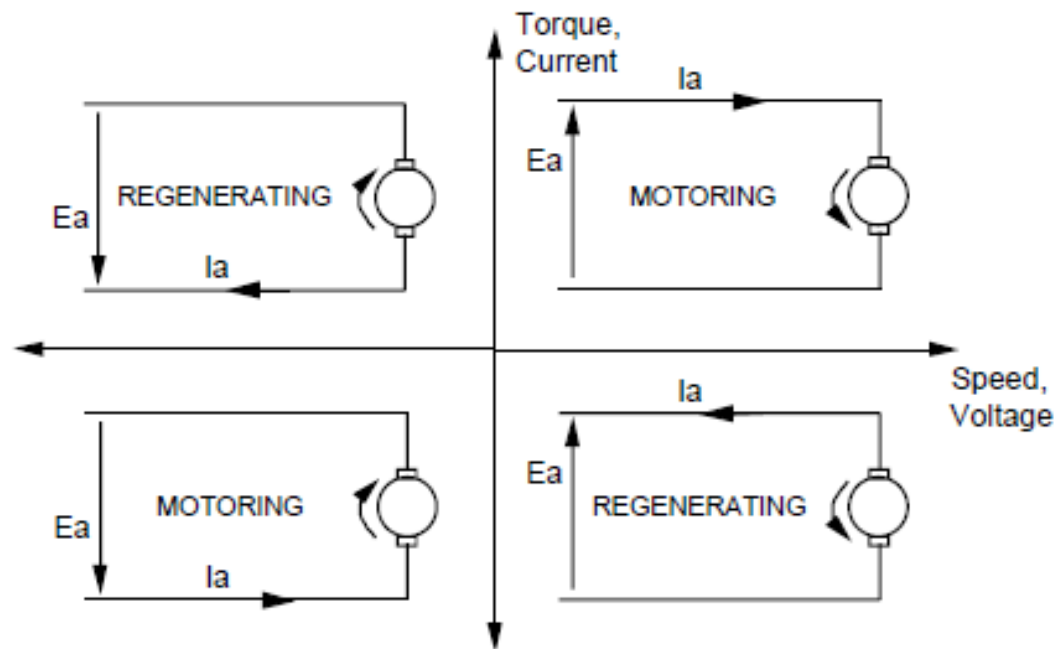 Torque,
Current
Ia
Ea
REGENERATING
Ia
Ea
MOTORING
Speed,
Voltage
Ea
MOTORING
Ia
Ia
Ea
REGENERATING